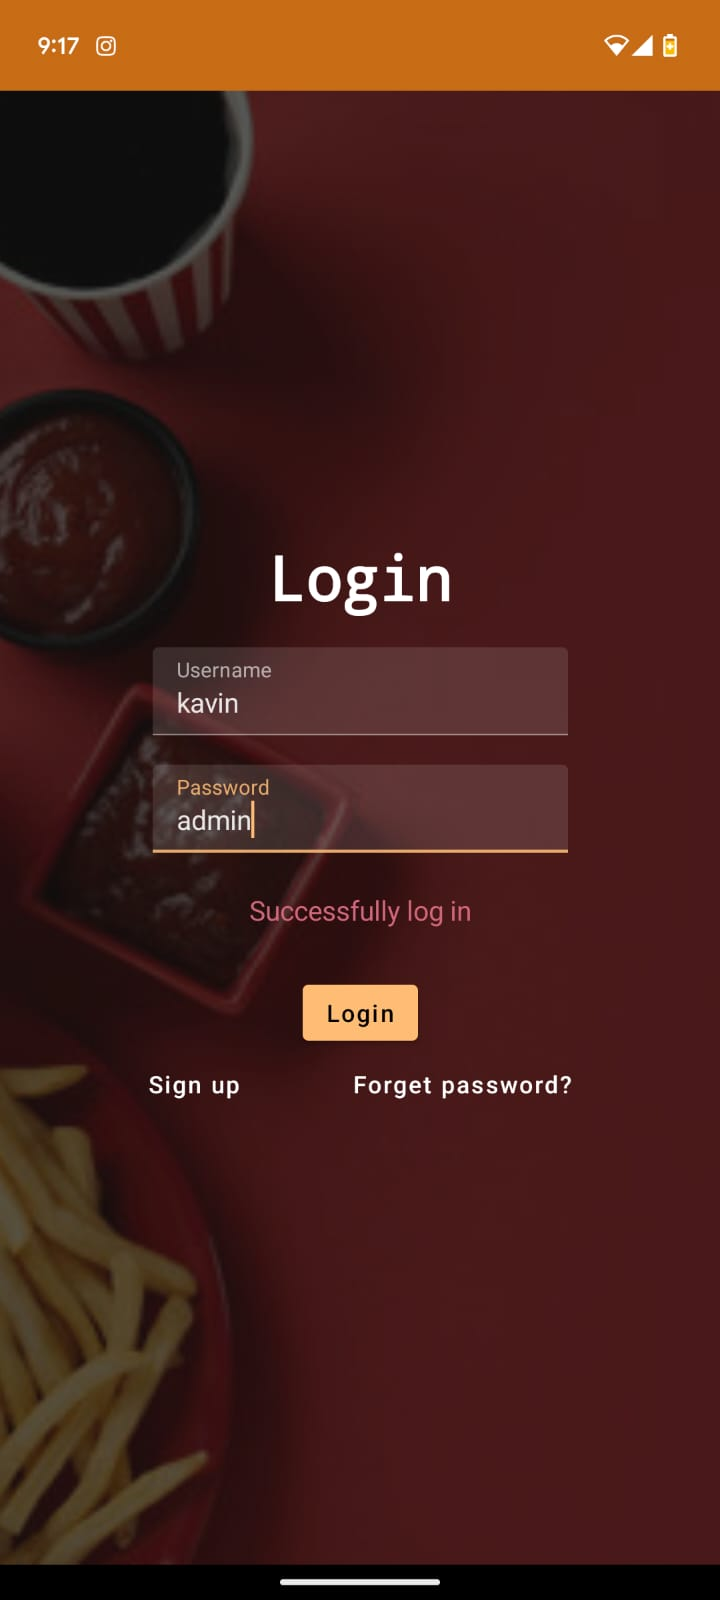 9:17
Login
Username
kavin
Password
admin
Successfully log in
Login
Sign up Forget password?